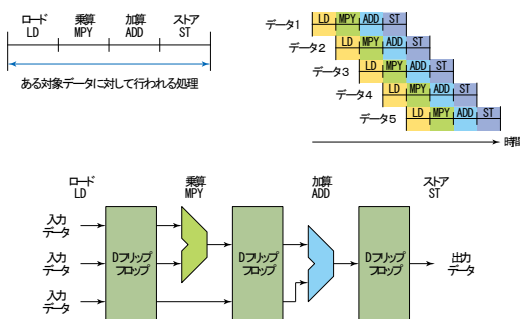 ロード 乗算 加算 ストア
LD MPY ADD ST
ある対象データに対して行われる処理
データ1 LD MPY ADD ST
データ2 LD MPY ADD ST
データ3 LD MPY ADD ST
データ4 LD MPY ADD ST
データ5 LD MPY ADD ST
時間
ロード 乗算 加算 ストア
LD MPY ADD ST
入力
データ
入力
データ
入力
データ
Dフリップ
フロップ
Dフリップ
フロップ
Dフリップ
フロップ
出力
データ